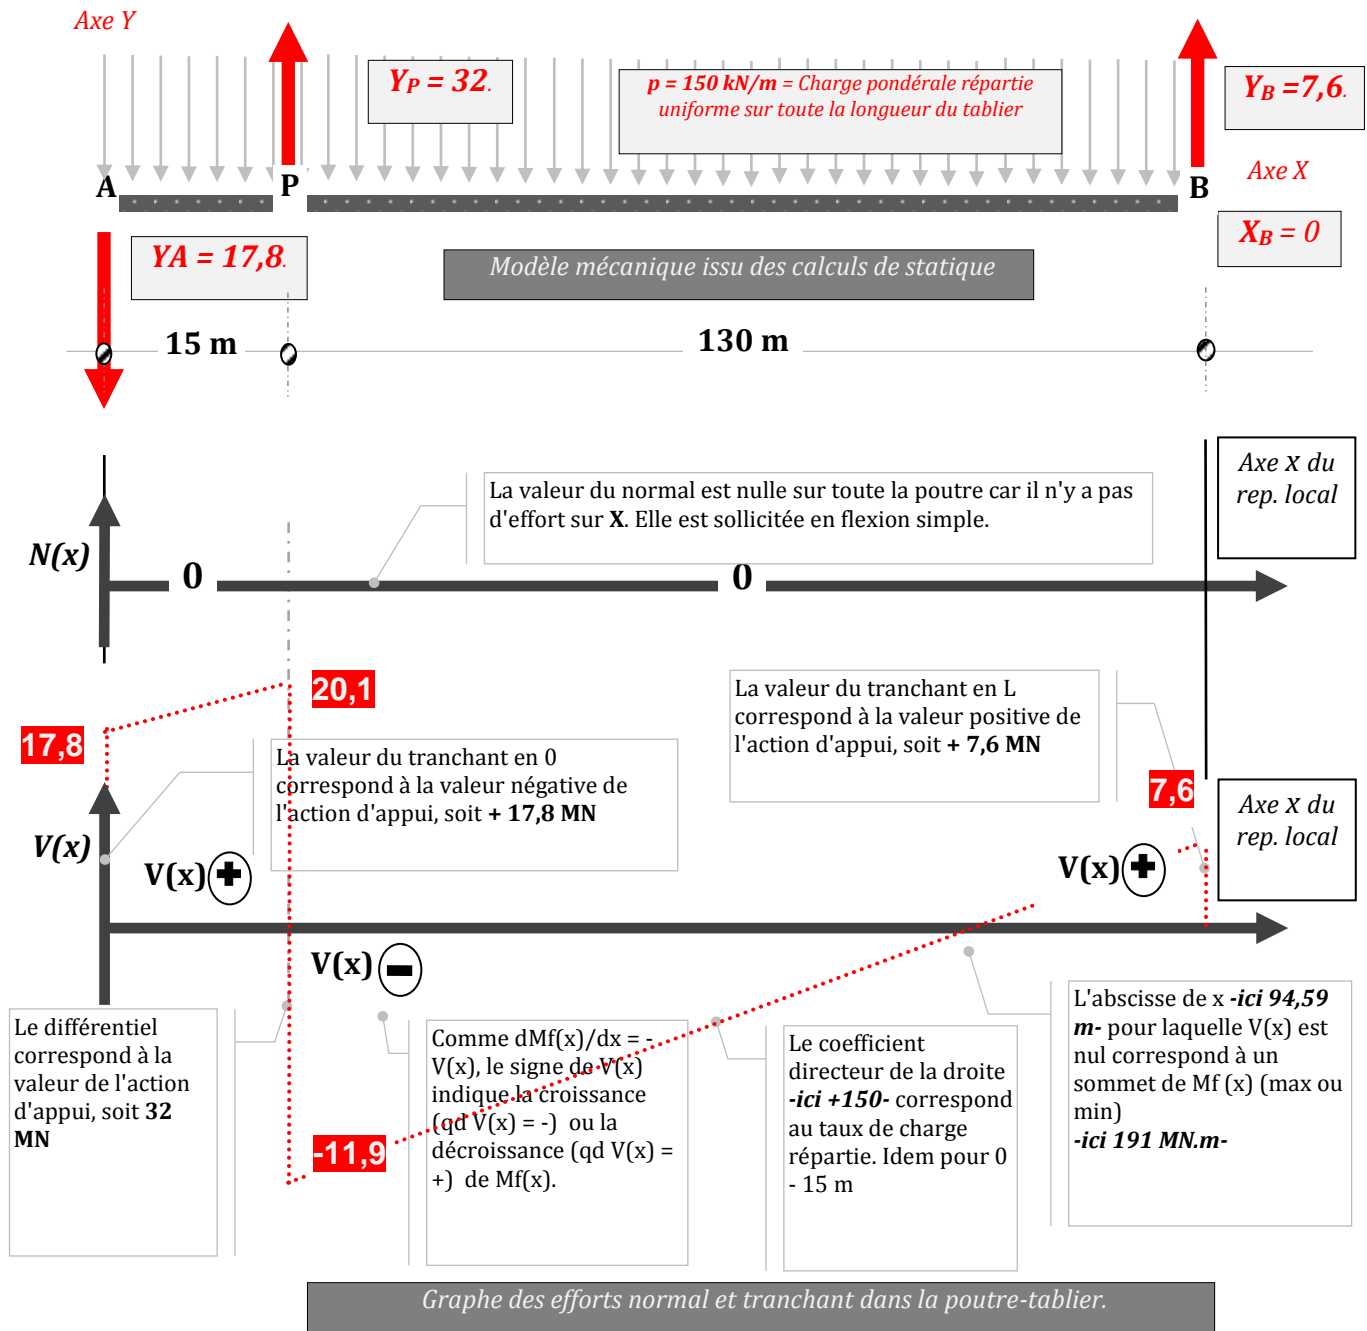 Axe Y
Y_P = 32.
p = 150 kN/m = Charge pondérale répartie
uniforme sur toute la longueur du tablier
Y_B =7,6.
A
P
B
Axe X
YA = 17,8.
Modèle mécanique issu des calculs de statique
X_B = 0
15 m
130 m
Axe x du
rep. local
La valeur du normal est nulle sur toute la poutre car il n'y a pas
d'effort sur X. Elle est sollicitée en flexion simple.
N(x)
0
0
20,1
17,8
La valeur du tranchant en L
correspond à la valeur positive de
l'action d'appui, soit + 7,6 MN
La valeur du tranchant en 0
correspond à la valeur négative de
l'action d'appui, soit + 17,8 MN
7,6
Axe x du
rep. local
V(x)
V(x) +
V(x) +
V(x) -
Le différentiel
correspond à la
valeur de l'action
d'appui, soit 32
MN
Comme dMf(x)/dx = -
V(x), le signe de V(x)
indique la croissance
(qd V(x) = -) ou la
décroissance (qd V(x) =
+) de Mf(x).
-11,9
Le coefficient
directeur de la droite
-ici +150- correspond
au taux de charge
répartie. Idem pour 0
- 15 m
L'abscisse de x -ici 94,59
m- pour laquelle V(x) est
nul correspond à un
sommet de Mf (x) (max ou
min)
-ici 191 MN.m-
Graphe des efforts normal et tranchant dans la poutre-tablier.